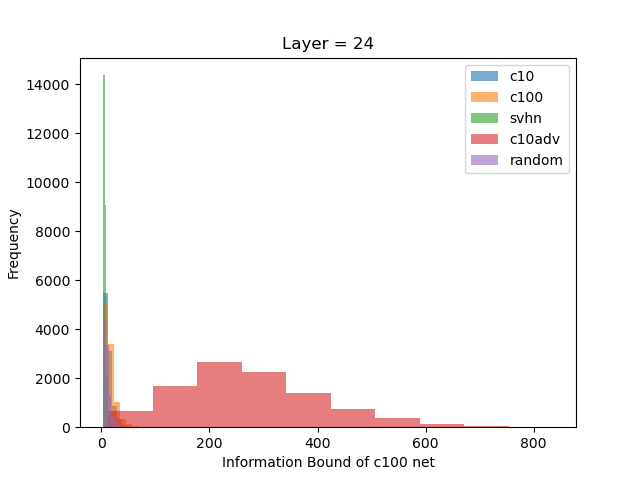 Layer = 24
14000
12000
10000
8000
6000
4000
2000
0
Frequency
0 200 400 600 800
Information Bound of c100 net
c10
c100
svhn
c10adv
random